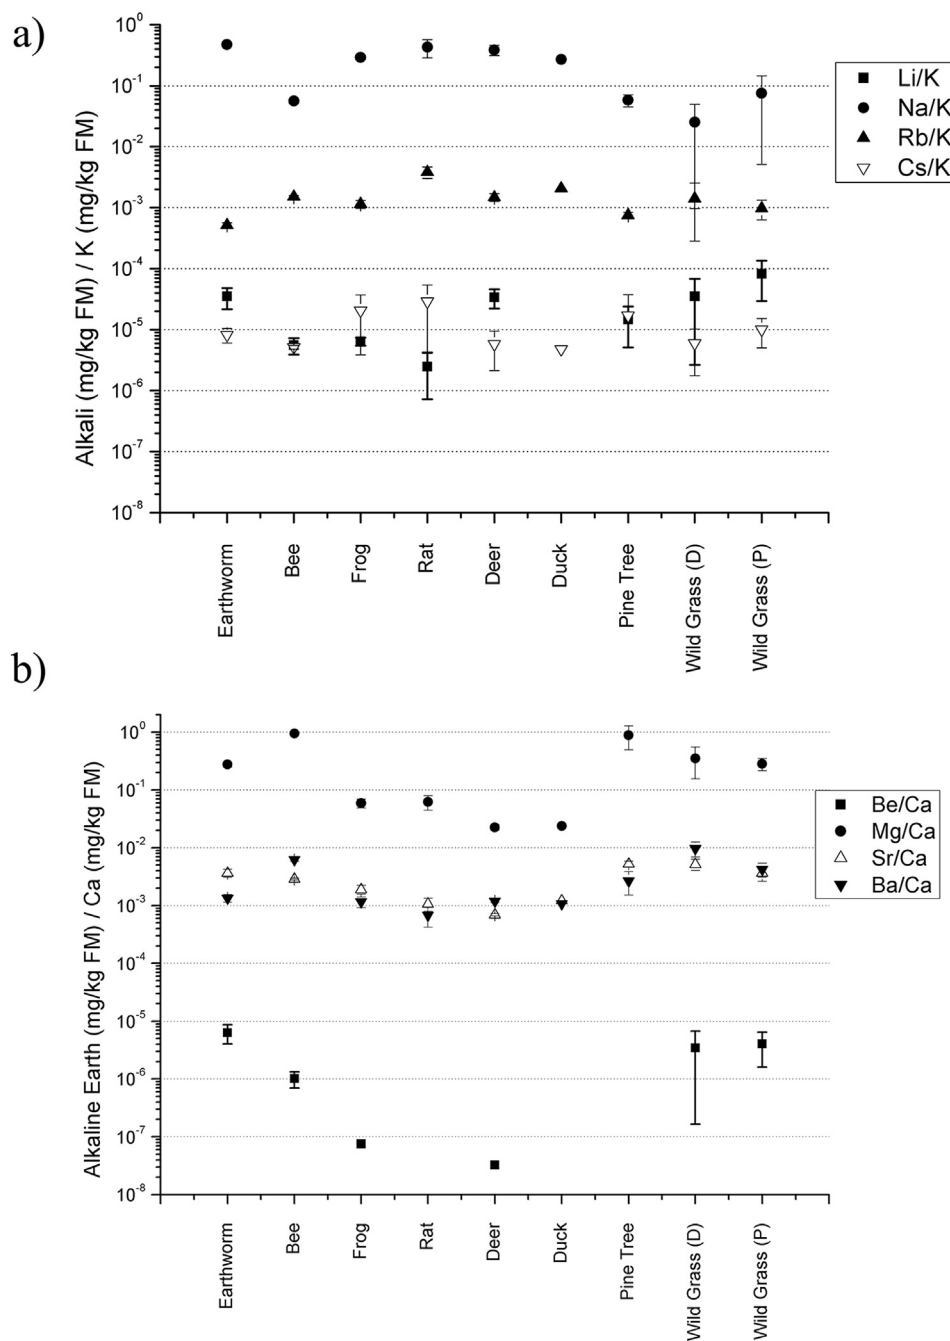 a)
Alkali (mg/kg FM) / K (mg/kg FM)
10⁰
10⁻¹
10⁻²
10⁻³
10⁻⁴
10⁻⁵
10⁻⁶
10⁻⁷
10⁻⁸
Li/K
Na/K
Rb/K
Cs/K
Earthworm
Bee
Frog
Rat
Deer
Duck
Pine Tree
Wild Grass (D)
Wild Grass (P)
b)
Alkaline Earth (mg/kg FM) / Ca (mg/kg FM)
10⁰
10⁻¹
10⁻²
10⁻³
10⁻⁴
10⁻⁵
10⁻⁶
10⁻⁷
10⁻⁸
Be/Ca
Mg/Ca
Sr/Ca
Ba/Ca
Earthworm
Bee
Frog
Rat
Deer
Duck
Pine Tree
Wild Grass (D)
Wild Grass (P)